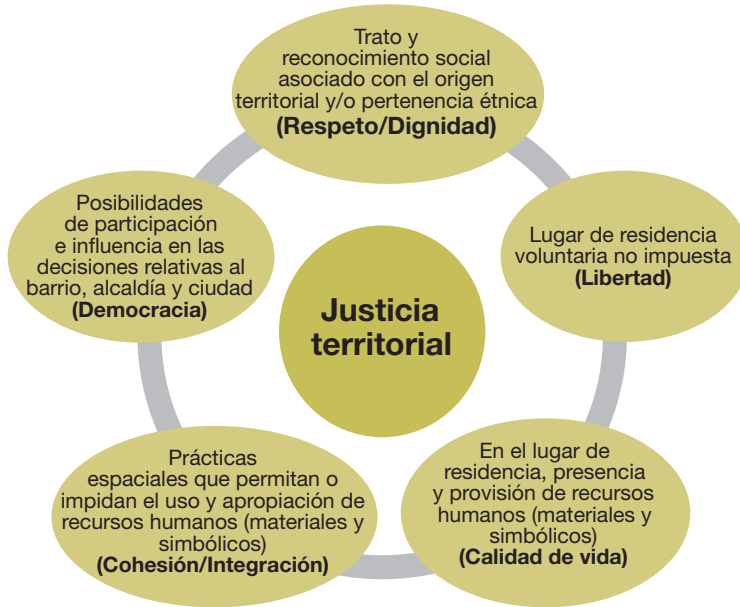 Trato y
reconocimiento social
asociado con el origen
territorial y/o pertenencia étnica
(Respeto/Dignidad)
Posibilidades
de participación
e influencia en las
decisiones relativas al
barrio, alcaldía y ciudad
(Democracia)
Lugar de residencia
voluntaria no impuesta
(Libertad)
Justicia
territorial
Prácticas
espaciales que permitan o
impidan el uso y apropiación de
recursos humanos (materiales y
simbólicos)
(Cohesión/Integración)
En el lugar de
residencia, presencia
y provisión de recursos
humanos (materiales y
simbólicos)
(Calidad de vida)